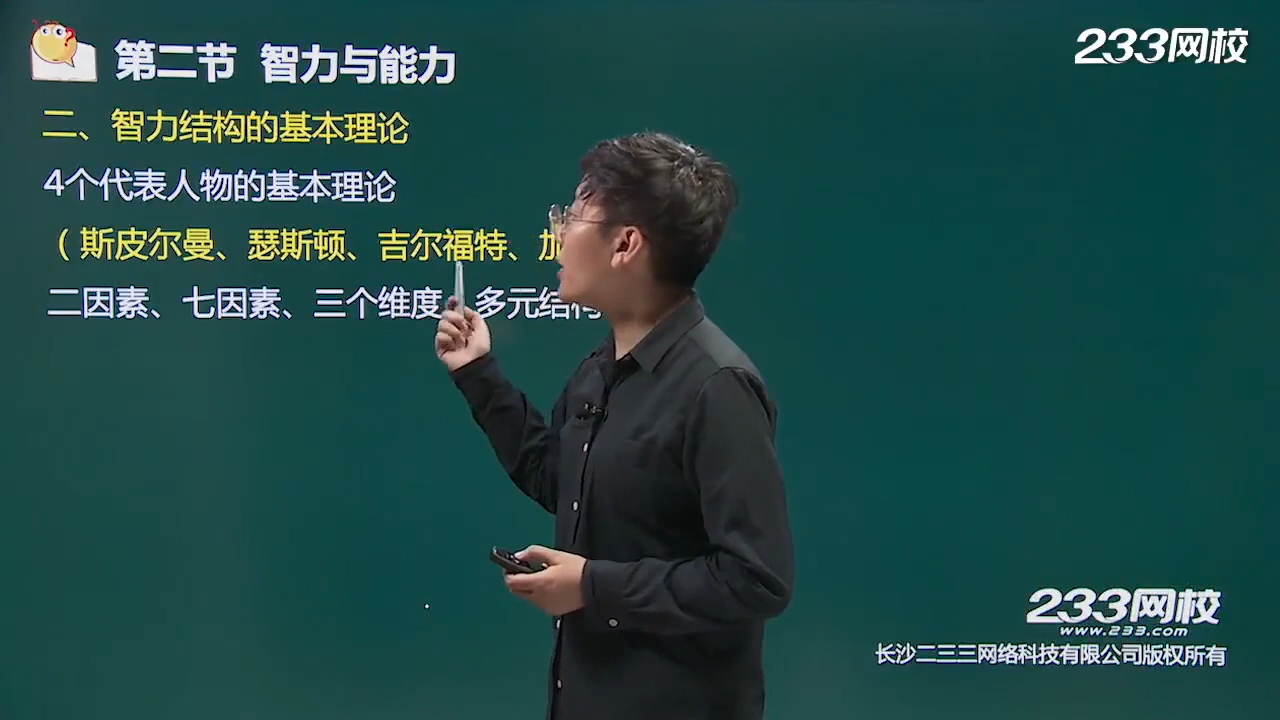 第二节 智力与能力
233网校
二、智力结构的基本理论
4个代表人物的基本理论
（斯皮尔曼、瑟斯顿、吉尔福特、加
二因素、七因素、三个维度、多元结构
233网校
www.233.com
长沙二三三网络科技有限公司版权所有